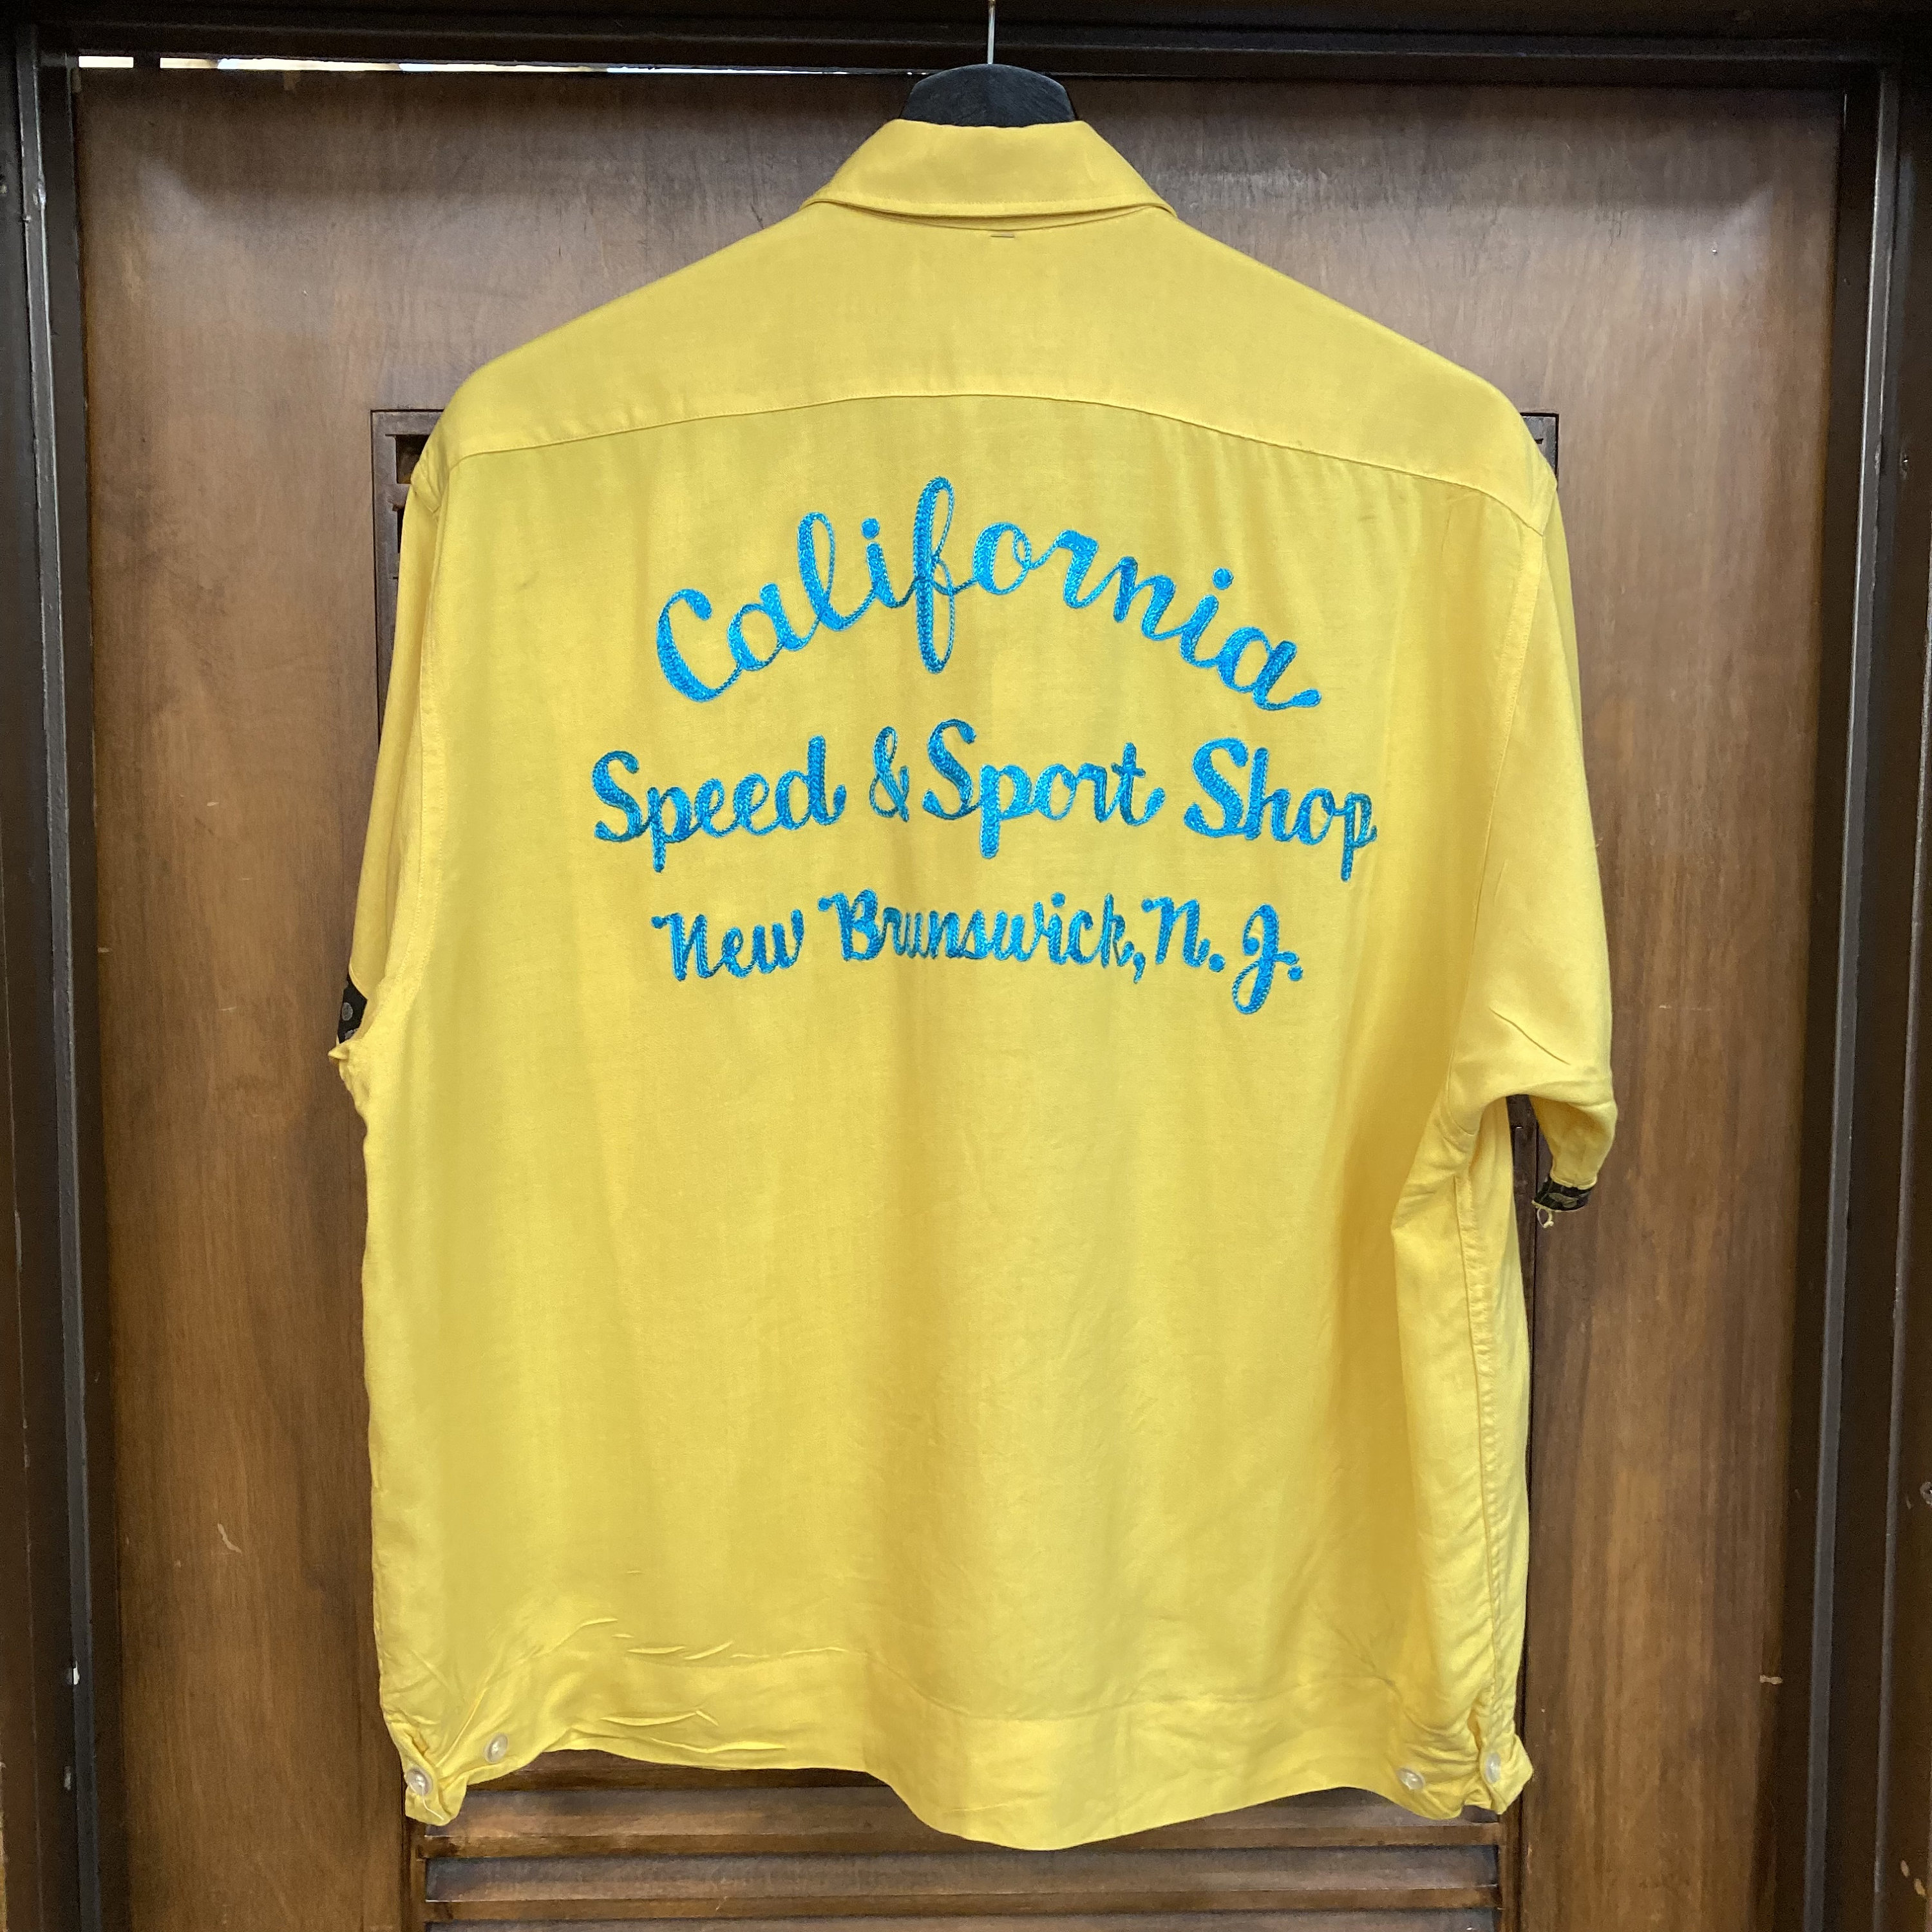 California
Speed & Sport Shop
New Brunswick, N. J.